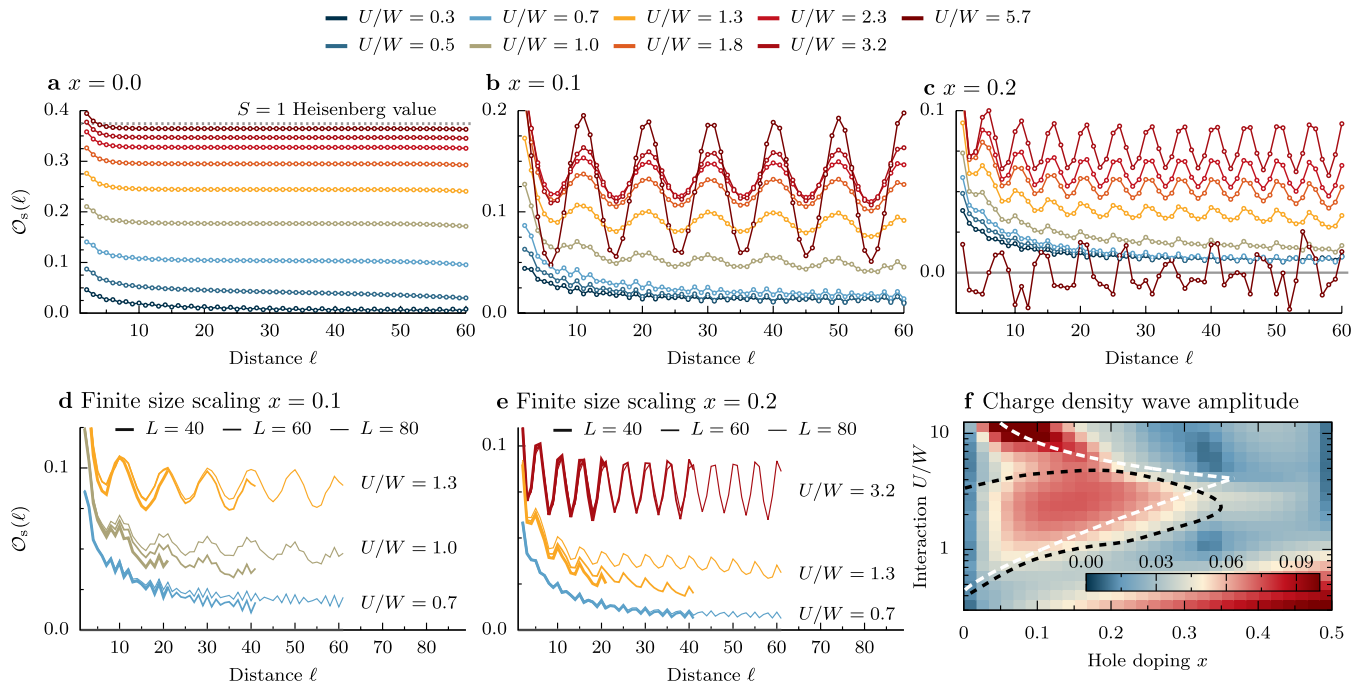 U/W = 0.3 U/W = 0.7 U/W = 1.3 U/W = 2.3 U/W = 5.7
U/W = 0.5 U/W = 1.0 U/W = 1.8 U/W = 3.2
a x = 0.0
S = 1 Heisenberg value
0.4
0.3
0.2
0.1
0.0
𝒪s(ℓ)
10 20 30 40 50 60
Distance ℓ
b x = 0.1
0.2
0.1
0.0
10 20 30 40 50 60
Distance ℓ
c x = 0.2
0.1
0.0
10 20 30 40 50 60
Distance ℓ
d Finite size scaling x = 0.1
L = 40 L = 60 L = 80
0.1
0.0
𝒪s(ℓ)
U/W = 1.3
U/W = 1.0
U/W = 0.7
10 20 30 40 50 60 70 80
Distance ℓ
e Finite size scaling x = 0.2
L = 40 L = 60 L = 80
0.1
0.0
U/W = 3.2
U/W = 1.3
U/W = 0.7
10 20 30 40 50 60 70 80
Distance ℓ
f Charge density wave amplitude
10
1
Interaction U/W
0.00 0.03 0.06 0.09
0 0.1 0.2 0.3 0.4 0.5
Hole doping x